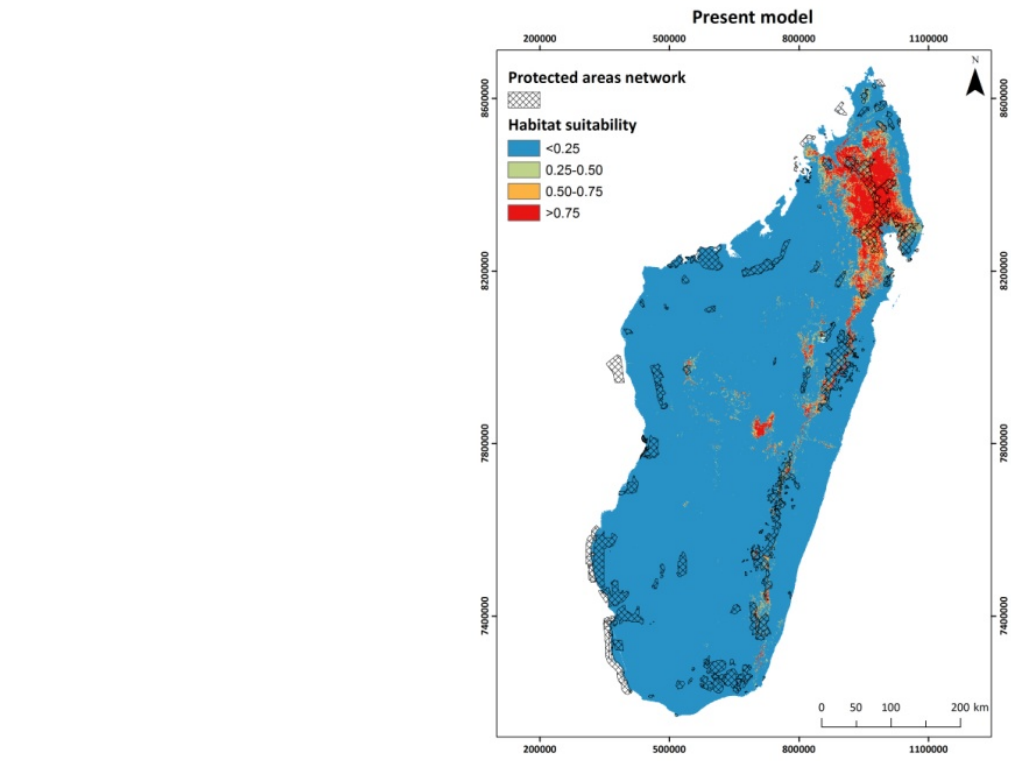 Present model
200000 500000 800000 1100000
N
Protected areas network
Habitat suitability
<0.25
0.25-0.50
0.50-0.75
>0.75
8600000 8600000
8200000 8200000
7800000 7800000
7400000 7400000
0 50 100 200 km
200000 500000 800000 1100000